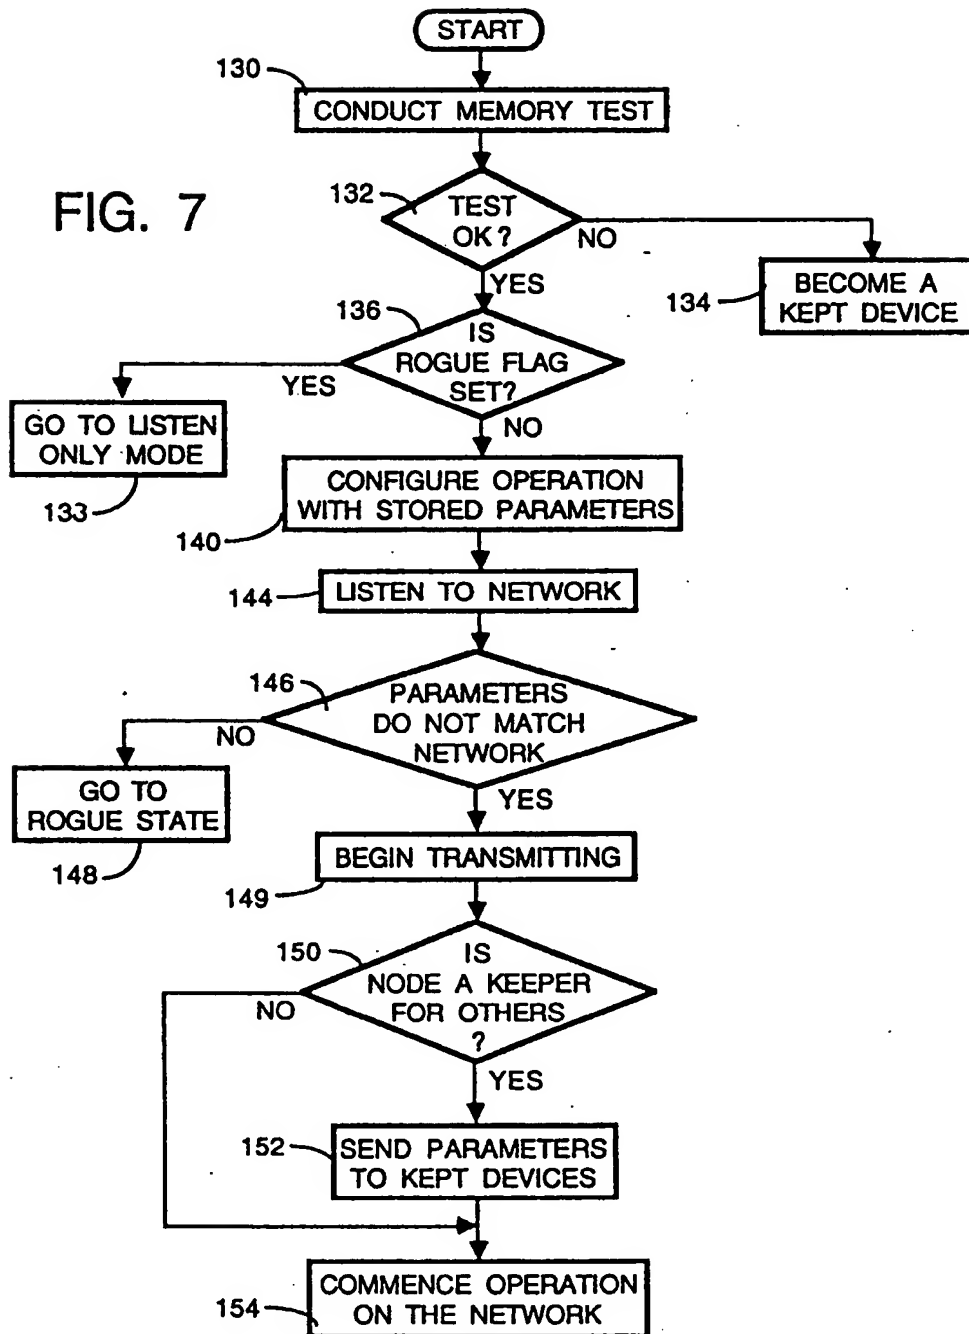 START
130
CONDUCT MEMORY TEST
FIG. 7
132
TEST
OK?
NO
YES
BECOME A
KEPT DEVICE
134
136
IS
ROGUE FLAG
SET?
YES
NO
GO TO LISTEN
ONLY MODE
133
CONFIGURE OPERATION
WITH STORED PARAMETERS
140
LISTEN TO NETWORK
144
146
PARAMETERS
DO NOT MATCH
NETWORK
NO
YES
GO TO
ROGUE STATE
148
BEGIN TRANSMITTING
149
150
IS
NODE A KEEPER
FOR OTHERS
?
NO
YES
152
SEND PARAMETERS
TO KEPT DEVICES
COMMENCE OPERATION
ON THE NETWORK
154